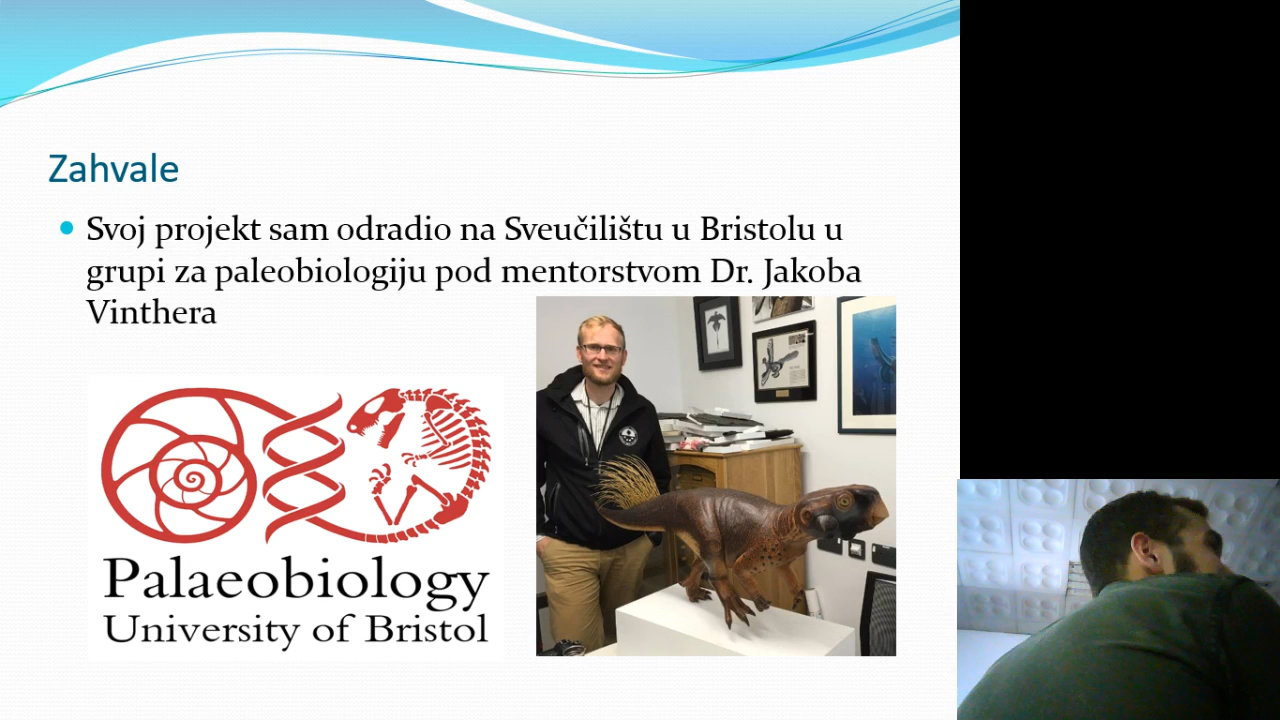 Zahvale
Svoj projekt sam odradio na Sveučilištu u Bristolu u
grupi za paleobiologiju pod mentorstvom Dr. Jakoba
Vinthera
Palaeobiology
University of Bristol